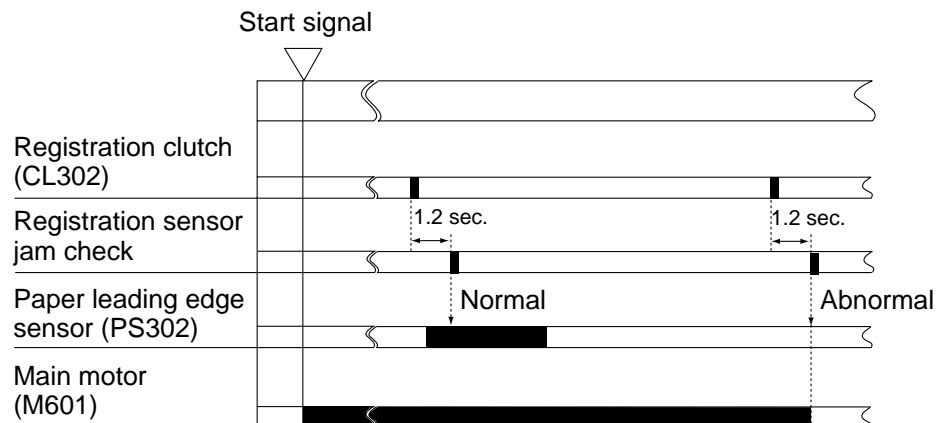 Start signal
Registration clutch
(CL302)
1.2 sec.
1.2 sec.
Registration sensor
jam check
Paper leading edge
sensor (PS302)
Normal
Abnormal
Main motor
(M601)